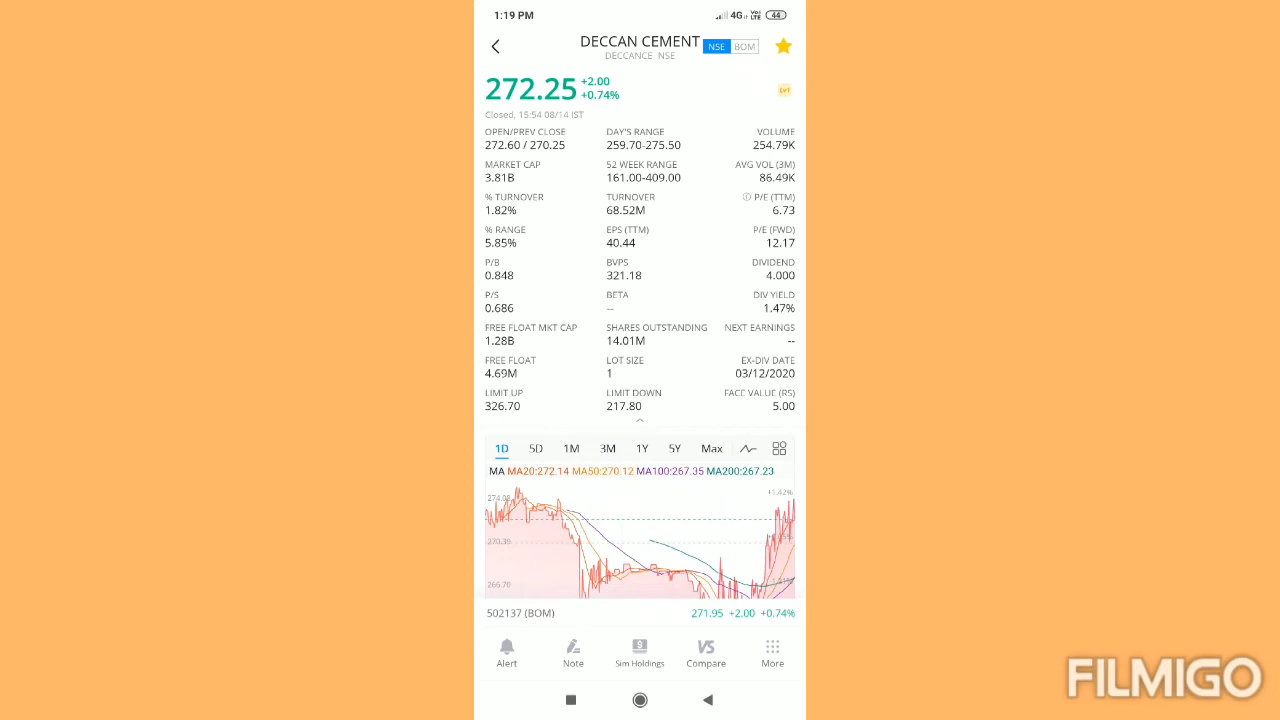 1:19 PM 4G 44
DECCAN CEMENT NSE BOM
DECCANCE NSE
272.25 +2.00
+0.74%
Closed, 15:54 08/14 IST
OPEN/PREV CLOSE DAY'S RANGE VOLUME
272.60 / 270.25 259.70-275.50 254.79K
MARKET CAP 52 WEEK RANGE AVG VOL (3M)
3.81B 161.00-409.00 86.49K
% TURNOVER TURNOVER P/E (TTM)
1.82% 68.52M 6.73
% RANGE EPS (TTM) P/E (FWD)
5.85% 40.44 12.17
P/B BVPS DIVIDEND
0.848 321.18 4.000
P/S BETA DIV YIELD
0.686 -- 1.47%
FREE FLOAT MKT CAP SHARES OUTSTANDING NEXT EARNINGS
1.28B 14.01M --
FREE FLOAT LOT SIZE EX-DIV DATE
4.69M 1 03/12/2020
LIMIT UP LIMIT DOWN FACE VALUE (RS)
326.70 217.80 5.00
1D 5D 1M 3M 1Y 5Y Max
MA MA20:272.14 MA50:270.12 MA100:267.35 MA200:267.23
+1.42%
270.39
266.70
502137 (BOM) 271.95 +2.00 +0.74%
Alert Note Sim Holdings Compare More
FILMIGO